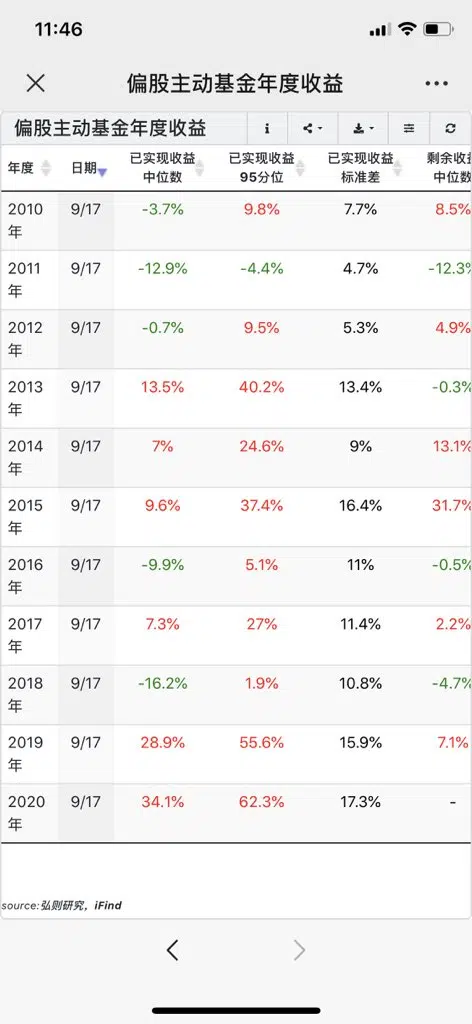 11:46
偏股主动基金年度收益
偏股主动基金年度收益
年度 日期 已实现收益中位数 已实现收益95分位 已实现收益标准差 剩余收益中位数
2010年 9/17 -3.7% 9.8% 7.7% 8.5%
2011年 9/17 -12.9% -4.4% 4.7% -12.3%
2012年 9/17 -0.7% 9.5% 5.3% 4.9%
2013年 9/17 13.5% 40.2% 13.4% -0.3%
2014年 9/17 7% 24.6% 9% 13.1%
2015年 9/17 9.6% 37.4% 16.4% 31.7%
2016年 9/17 -9.9% 5.1% 11% -0.5%
2017年 9/17 7.3% 27% 11.4% 2.2%
2018年 9/17 -16.2% 1.9% 10.8% -4.7%
2019年 9/17 28.9% 55.6% 15.9% 7.1%
2020年 9/17 34.1% 62.3% 17.3% -
source:弘则研究，iFind